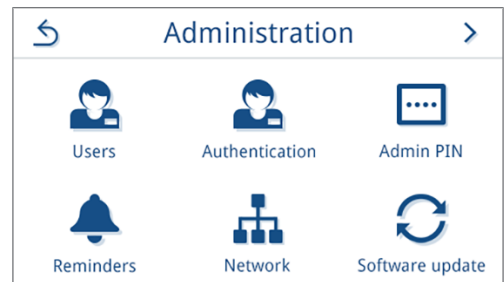 Administration
Users Authentication Admin PIN
Reminders Network Software update